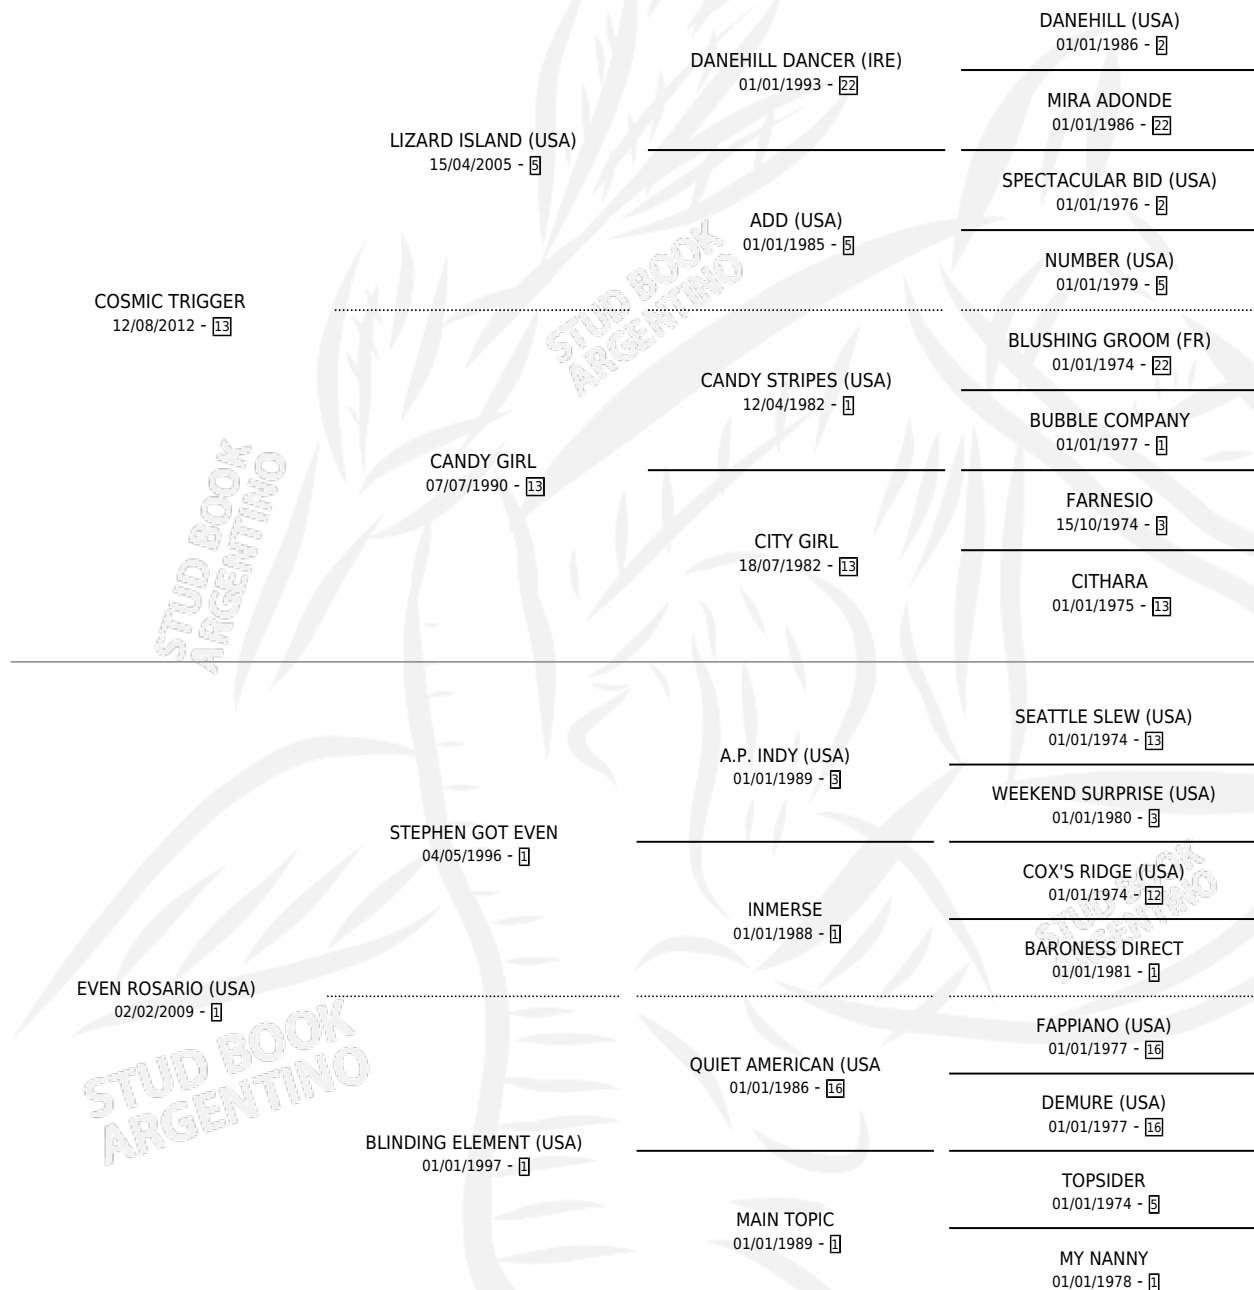 DANEHILL (USA)
01/01/1986 - 2
DANEHILL DANCER (IRE)
01/01/1993 - 22
MIRA ADONDE
01/01/1986 - 22
LIZARD ISLAND (USA)
15/04/2005 - 5
SPECTACULAR BID (USA)
01/01/1976 - 2
ADD (USA)
01/01/1985 - 5
NUMBER (USA)
01/01/1979 - 5
COSMIC TRIGGER
12/08/2012 - 13
BLUSHING GROOM (FR)
01/01/1974 - 22
CANDY STRIPES (USA)
12/04/1982 - 1
BUBBLE COMPANY
01/01/1977 - 1
CANDY GIRL
07/07/1990 - 13
FARNESIO
15/10/1974 - 3
CITY GIRL
18/07/1982 - 13
CITHARA
01/01/1975 - 13
SEATTLE SLEW (USA)
01/01/1974 - 13
A.P. INDY (USA)
01/01/1989 - 3
WEEKEND SURPRISE (USA)
01/01/1980 - 3
STEPHEN GOT EVEN
04/05/1996 - 1
COX'S RIDGE (USA)
01/01/1974 - 12
INMERSE
01/01/1988 - 1
BARONESS DIRECT
01/01/1981 - 1
EVEN ROSARIO (USA)
02/02/2009 - 1
FAPPIANO (USA)
01/01/1977 - 16
QUIET AMERICAN (USA
01/01/1986 - 16
DEMURE (USA)
01/01/1977 - 16
BLINDING ELEMENT (USA)
01/01/1997 - 1
TOPSIDER
01/01/1974 - 5
MAIN TOPIC
01/01/1989 - 1
MY NANNY
01/01/1978 - 1
STUD BOOK
ARGENTINO
STUD BOOK
ARGENTINO
STUD BOOK
ARGENTINO
STUD BOOK
ARGENTINO